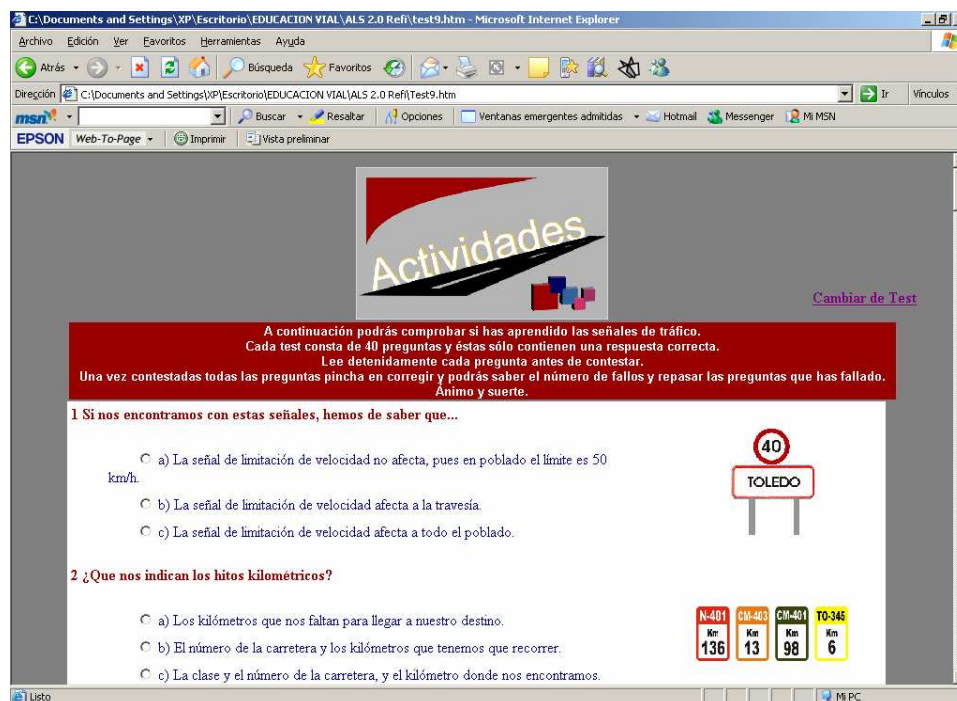 C:\Documents and Settings\XP\Escritorio\EDUCACION VIAL\ALS 2.0 Refi\test9.htm - Microsoft Internet Explorer
Archivo Edición Ver Favoritos Herramientas Ayuda
Atrás Búsqueda Favoritos
Dirección C:\Documents and Settings\XP\Escritorio\EDUCACION VIAL\ALS 2.0 Refi\Test9.htm Ir Vínculos
msn Buscar Resaltar Opciones Ventanas emergentes admitidas Hotmail Messenger Mi MSN
EPSON Web-To-Page Imprimir Vista preliminar
Actividades
Cambiar de Test
A continuación podrás comprobar si has aprendido las señales de tráfico.
Cada test consta de 40 preguntas y éstas sólo contienen una respuesta correcta.
Lee detenidamente cada pregunta antes de contestar.
Una vez contestadas todas las preguntas pincha en corregir y podrás saber el número de fallos y repasar las preguntas que has fallado.
Ánimo y suerte.
1 Si nos encontramos con estas señales, hemos de saber que...
a) La señal de limitación de velocidad no afecta, pues en poblado el límite es 50
km/h.
b) La señal de limitación de velocidad afecta a la travesía.
c) La señal de limitación de velocidad afecta a todo el poblado.
40
TOLEDO
2 ¿Que nos indican los hitos kilométricos?
a) Los kilómetros que nos faltan para llegar a nuestro destino.
b) El número de la carretera y los kilómetros que tenemos que recorrer.
c) La clase y el número de la carretera, y el kilómetro donde nos encontramos.
N-401 CM-403 CM-401 TO-345
Km Km Km Km
136 13 98 6
Listo Mi PC